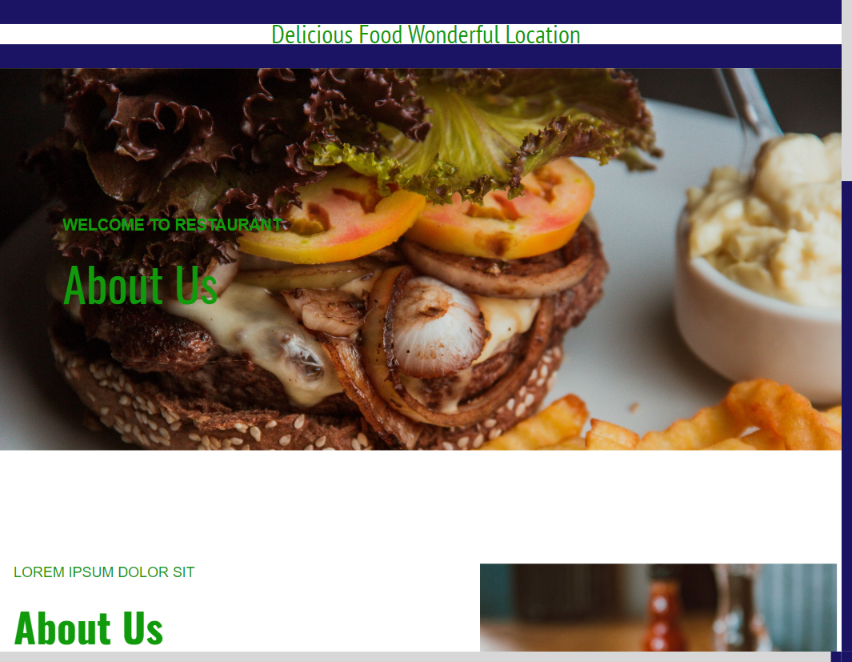 Delicious Food Wonderful Location
WELCOME TO RESTAURANT
About Us
LOREM IPSUM DOLOR SIT
About Us